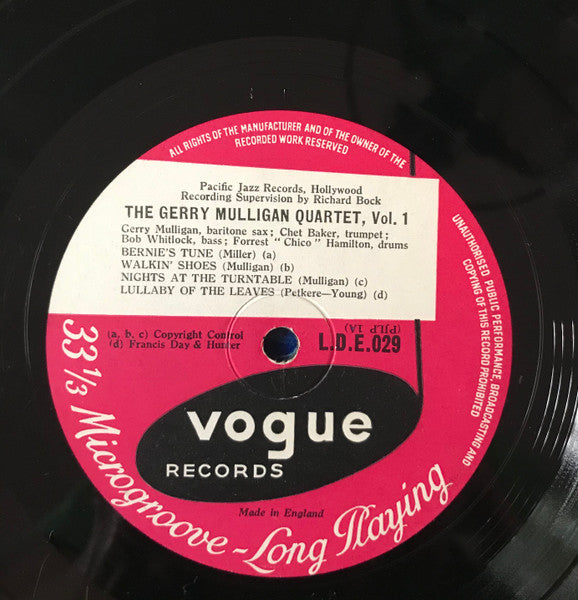 ALL RIGHTS OF THE MANUFACTURER AND OF THE OWNER OF THE
RECORDED WORK RESERVED
UNAUTHORISED PUBLIC PERFORMANCE, BROADCASTING AND
COPYING OF THIS RECORD PROHIBITED
Pacific Jazz Records, Hollywood
Recording Supervision by Richard Bock
THE GERRY MULLIGAN QUARTET, Vol. 1
Gerry Mulligan, baritone sax; Chet Baker, trumpet;
Bob Whitlock, bass; Forrest "Chico" Hamilton, drums
BERNIE'S TUNE (Miller) (a)
WALKIN' SHOES (Mulligan) (b)
NIGHTS AT THE TURNTABLE (Mulligan) (c)
LULLABY OF THE LEAVES (Petkere—Young) (d)
(a, b, c) Copyright Control
(d) Francis Day & Hunter
(PJLP 1A)
L.D.E.029
vogue
RECORDS
Made in England
33 1/3 Microgroove - Long Playing